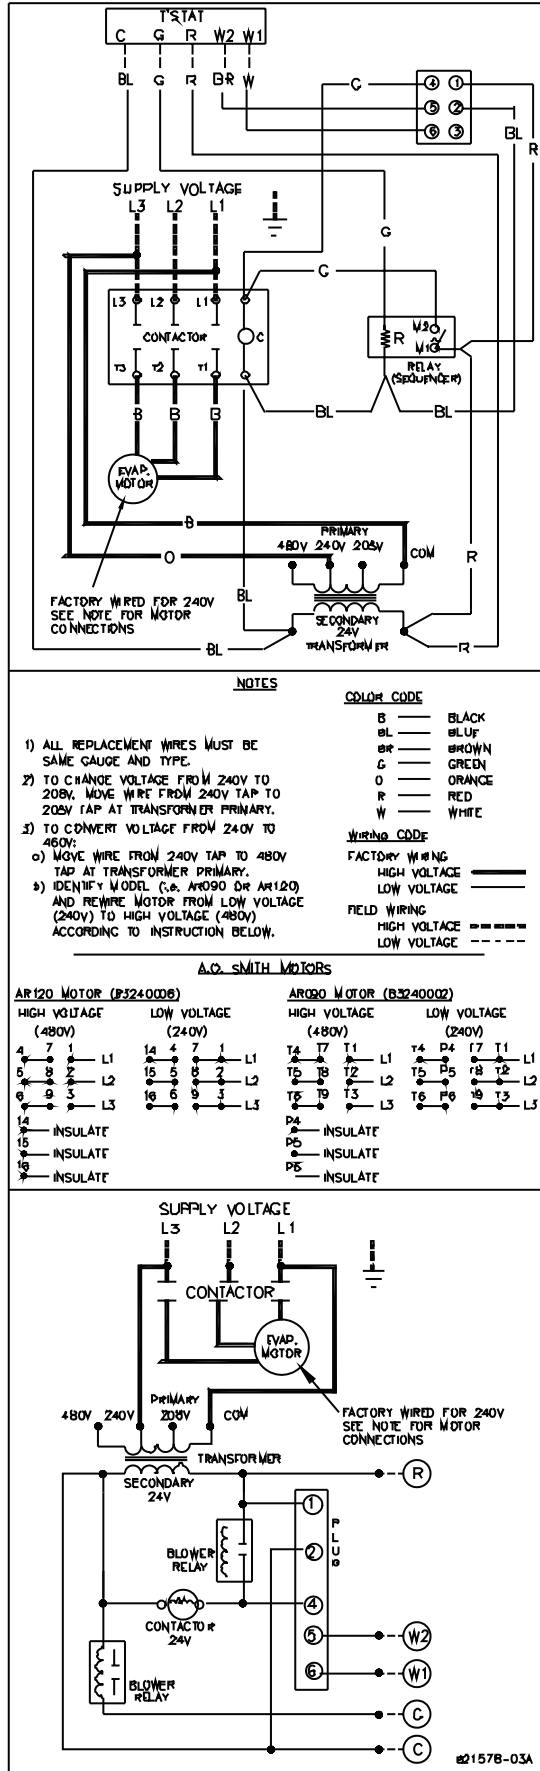 T'STAT
C G R W2 W1
BL G R BR W
G
4 1
5 2
6 3
BL
R
SUPPLY VOLTAGE
L3 L2 L1
G
G
L3 L2 L1
CONTACTOR
C
T3 T2 T1
R
M2
M1
RELAY
(SEQUENCER)
B B B
BL
BL
EVAP.
MOTOR
B
PRIMARY
480V 240V 208V
COM
O
R
FACTORY WIRED FOR 240V
SEE NOTE FOR MOTOR
CONNECTIONS
BL
SECONDARY
24V
TRANSFORMER
BL
R
NOTES
1) ALL REPLACEMENT WIRES MUST BE
SAME GAUGE AND TYPE.
2) TO CHANGE VOLTAGE FROM 240V TO
208V, MOVE WIRE FROM 240V TAP TO
208V TAP AT TRANSFORMER PRIMARY.
3) TO CONVERT VOLTAGE FROM 240V TO
460V:
a) MOVE WIRE FROM 240V TAP TO 480V
TAP AT TRANSFORMER PRIMARY.
b) IDENTIFY MODEL (i.e. AR090 OR AR120)
AND REWIRE MOTOR FROM LOW VOLTAGE
(240V) TO HIGH VOLTAGE (480V)
ACCORDING TO INSTRUCTION BELOW.
COLOR CODE
B BLACK
BL BLUE
BR BROWN
G GREEN
O ORANGE
R RED
W WHITE
WIRING CODE
FACTORY WIRING
HIGH VOLTAGE
LOW VOLTAGE
FIELD WIRING
HIGH VOLTAGE
LOW VOLTAGE
A.O. SMITH MOTORS
AR120 MOTOR (P3240006)
HIGH VOLTAGE LOW VOLTAGE
(480V) (240V)
4 7 1 L1 14 4 7 1 L1
5 8 2 L2 15 5 8 2 L2
6 9 3 L3 16 6 9 3 L3
14 INSULATE
15 INSULATE
16 INSULATE
AR090 MOTOR (B3240002)
HIGH VOLTAGE LOW VOLTAGE
(480V) (240V)
T4 T7 T1 L1 T4 P4 T7 T1 L1
T5 T8 T2 L2 T5 P5 T8 T2 L2
T6 T9 T3 L3 T6 P6 T9 T3 L3
P4 INSULATE
P5 INSULATE
P6 INSULATE
SUPPLY VOLTAGE
L3 L2 L1
CONTACTOR
EVAP.
MOTOR
PRIMARY
480V 240V 208V COM
FACTORY WIRED FOR 240V
SEE NOTE FOR MOTOR
CONNECTIONS
TRANSFORMER
SECONDARY
24V
R
1
PLUG
2
BLOWER
RELAY
4
CONTACTOR
24V
5 W2
6 W1
BLOWER
RELAY
G
C